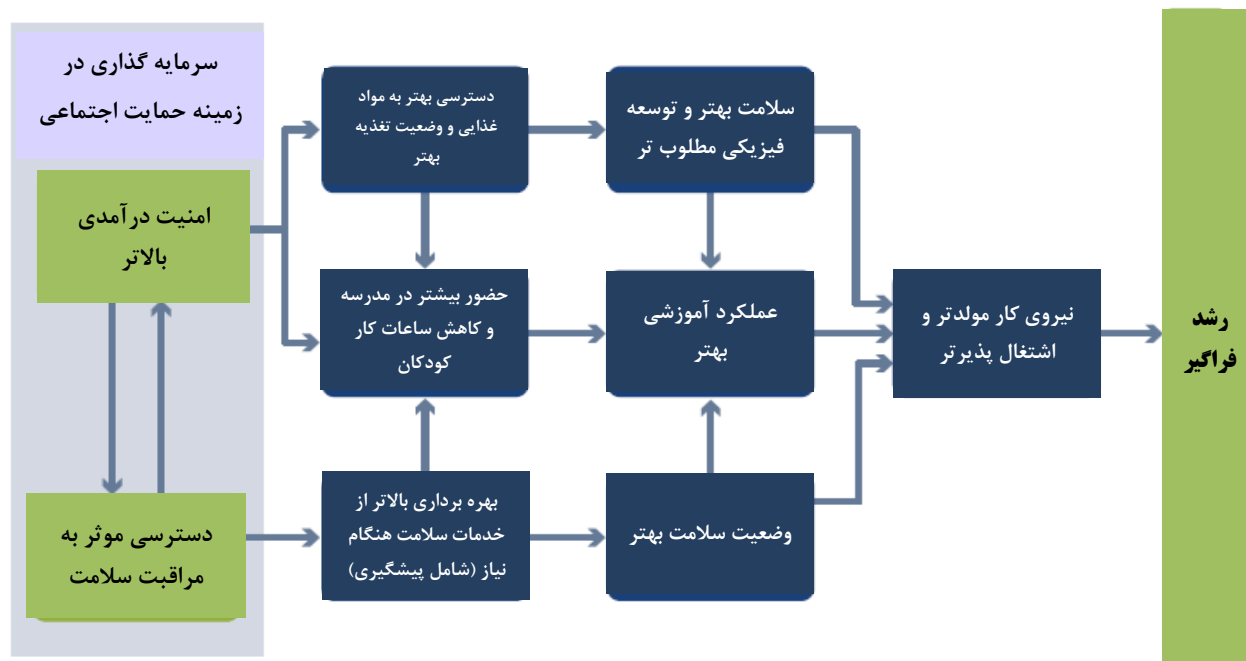 سرمایه گذاری در
زمینه حمایت اجتماعی
امنیت درآمدی
بالاتر
دسترسی موثر به
مراقبت سلامت
دسترسی بهتر به مواد
غذایی و وضعیت تغذیه
بهتر
حضور بیشتر در مدرسه
و کاهش ساعات کار
کودکان
بهره برداری بالاتر از
خدمات سلامت هنگام
نیاز (شامل پیشگیری)
سلامت بهتر و توسعه
فیزیکی مطلوب تر
عملکرد آموزشی
بهتر
وضعیت سلامت بهتر
نیروی کار مولدتر و
اشتغال پذیرتر
رشد
فراگیر